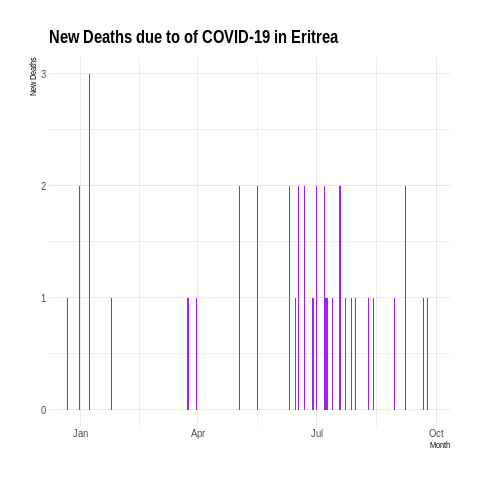 New Deaths due to of COVID-19 in Eritrea
New Deaths
3
2
1
0
Jan Apr Jul Oct
Month